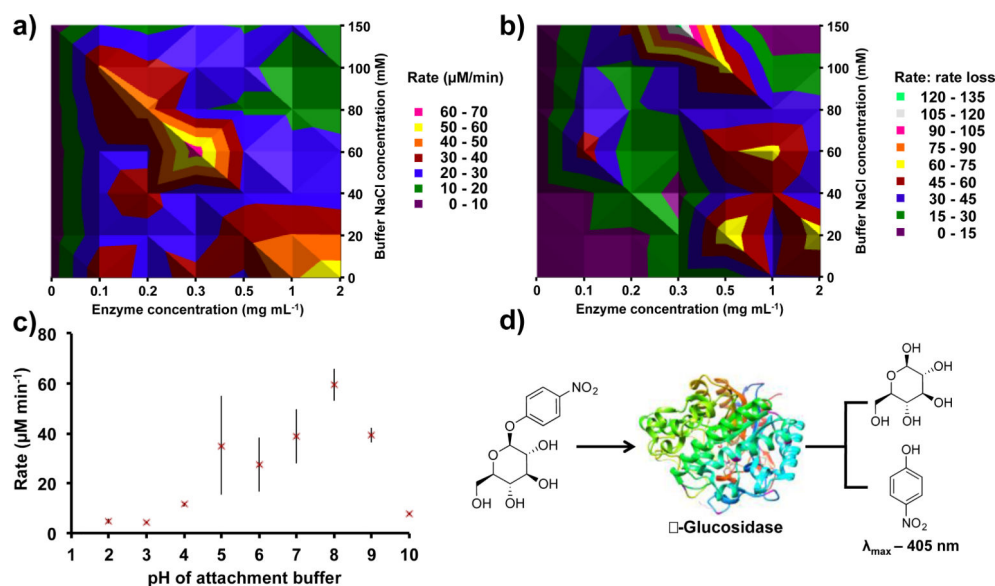 a)
150
100
80
60
40
20
0
Buffer NaCl concentration (mM)
0 0.1 0.2 0.3 0.5 1 2
Enzyme concentration (mg mL⁻¹)
Rate (µM/min)
60 - 70
50 - 60
40 - 50
30 - 40
20 - 30
10 - 20
0 - 10
b)
150
100
80
60
40
20
0
Buffer NaCl concentration (mM)
0 0.1 0.2 0.3 0.5 1 2
Enzyme concentration (mg mL⁻¹)
Rate: rate loss
120 - 135
105 - 120
90 - 105
75 - 90
60 - 75
45 - 60
30 - 45
15 - 30
0 - 15
c)
80
60
40
20
0
Rate (µM min⁻¹)
1 2 3 4 5 6 7 8 9 10
pH of attachment buffer
d)
NO₂
O
O
OH
OH
OH
OH
□-Glucosidase
OH
O
OH
OH
OH
OH
OH
NO₂
λmax – 405 nm